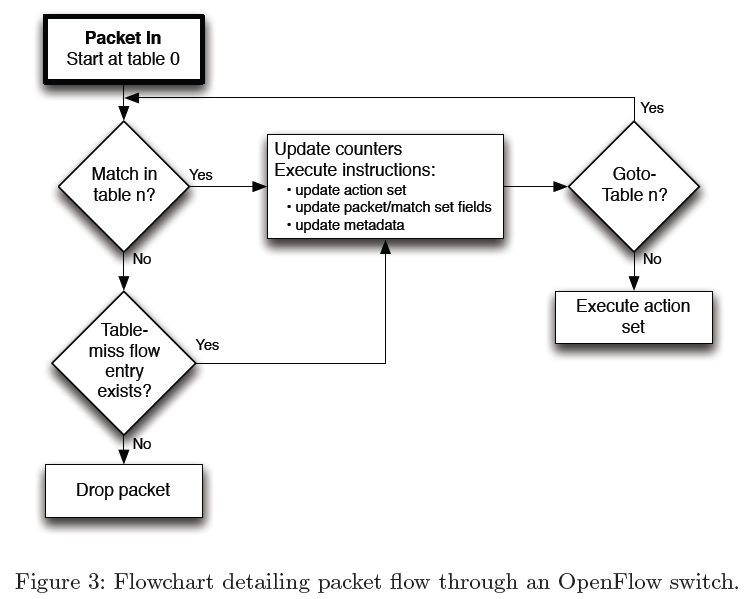 Packet In
Start at table 0
Yes
Match in
table n?
Yes
Update counters
Execute instructions:
• update action set
• update packet/match set fields
• update metadata
Goto-
Table n?
No
No
Execute action
set
Table-
miss flow
entry
exists?
Yes
No
Drop packet
Figure 3: Flowchart detailing packet flow through an OpenFlow switch.